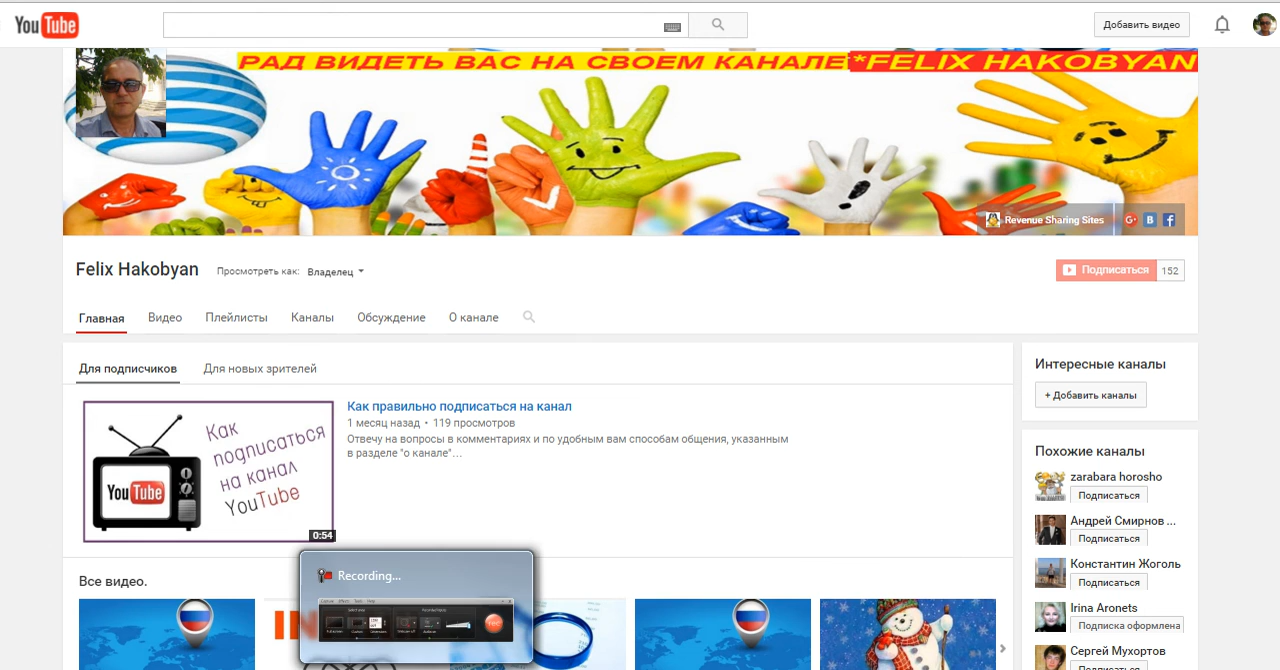 YouTube
Добавить видео
РАД ВИДЕТЬ ВАС НА СВОЕМ КАНАЛЕ**FELIX HAKOBYAN
Revenue Sharing Sites
Felix Hakobyan
Просмотреть как: Владелец
Подписаться 152
Главная Видео Плейлисты Каналы Обсуждение О канале
Для подписчиков Для новых зрителей
Как
подписаться
на канал
YouTube
YouTube
0:54
Как правильно подписаться на канал
1 месяц назад • 119 просмотров
Отвечу на вопросы в комментариях и по удобным вам способам общения, указанным
в разделе "о канале"…
Все видео.
Recording...
rec
Интересные каналы
+ Добавить каналы
Похожие каналы
zarabara horosho
Подписаться
Андрей Смирнов ...
Подписаться
Константин Жоголь
Подписаться
Irina Aronets
Подписка оформлена
Сергей Мухортов
Подписаться